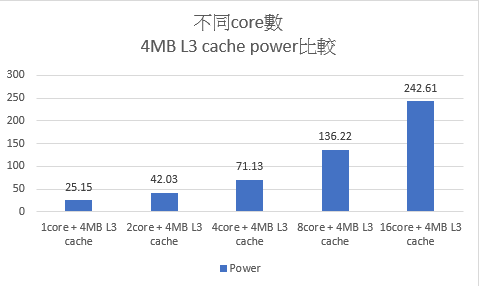 不同core數
4MB L3 cache power比較
300
250
200
150
100
50
0
25.15
42.03
71.13
136.22
242.61
1core + 4MB L3
cache
2core + 4MB L3
cache
4core + 4MB L3
cache
8core + 4MB L3
cache
16core + 4MB L3
cache
Power